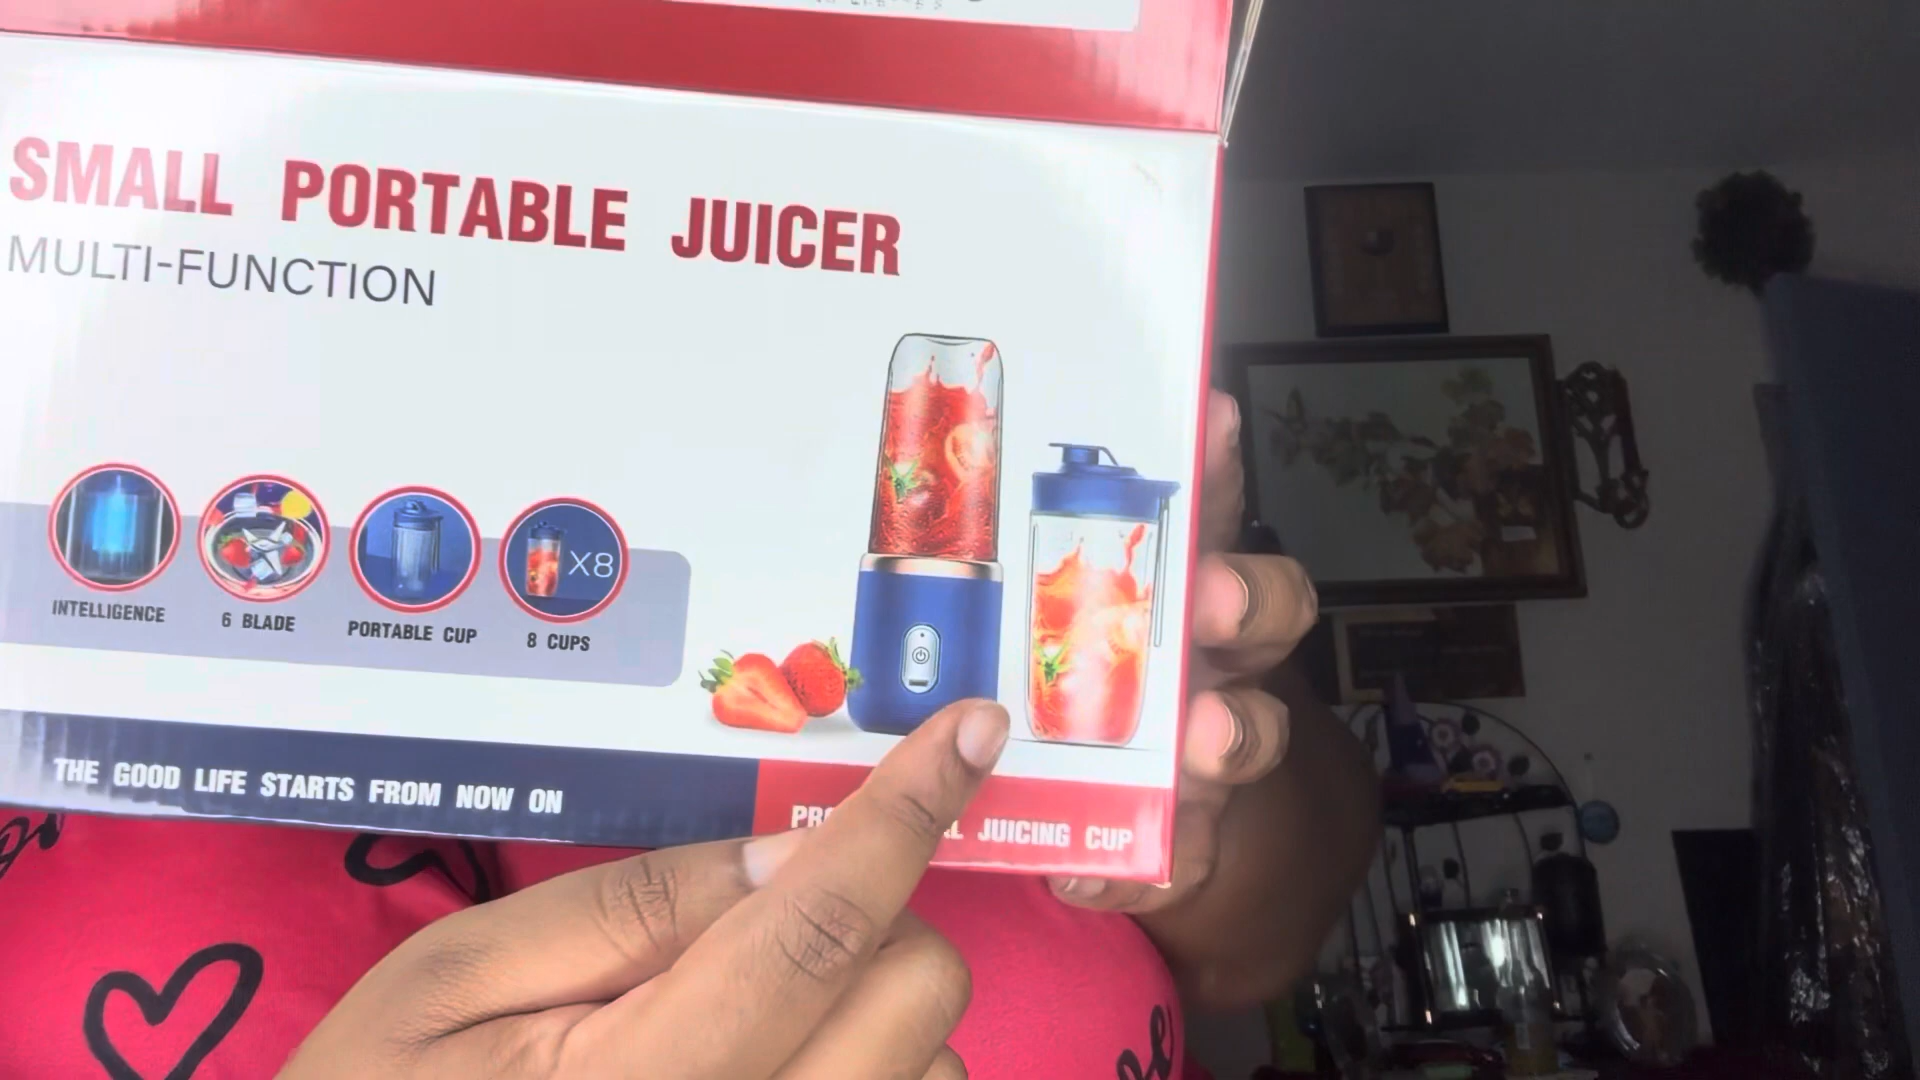 SMALL PORTABLE JUICER
MULTI-FUNCTION
X8
INTELLIGENCE
6 BLADE
PORTABLE CUP
8 CUPS
THE GOOD LIFE STARTS FROM NOW ON
JUICING CUP